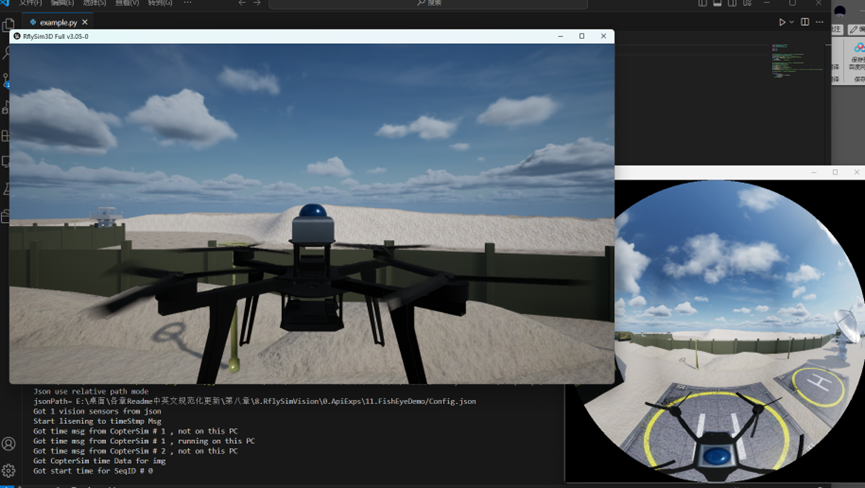 文件(F) 编辑(E) 选择(S) 查看(V) 转到(G) ···
搜索
example.py
RflySim3D Full v3.05-0
H
Json use relative path mode
jsonPath= E:\桌面\各章Readme中英文规范化更新\第八章\8.RflySimVision\0.ApiExps\11.FishEyeDemo/Config.json
Got 1 vision sensors from json
Start lisening to timeStmp Msg
Got time msg from CopterSim # 1 , not on this PC
Got time msg from CopterSim # 1 , running on this PC
Got time msg from CopterSim # 2 , not on this PC
Got CopterSim time Data for img
Got start time for SeqID # 0